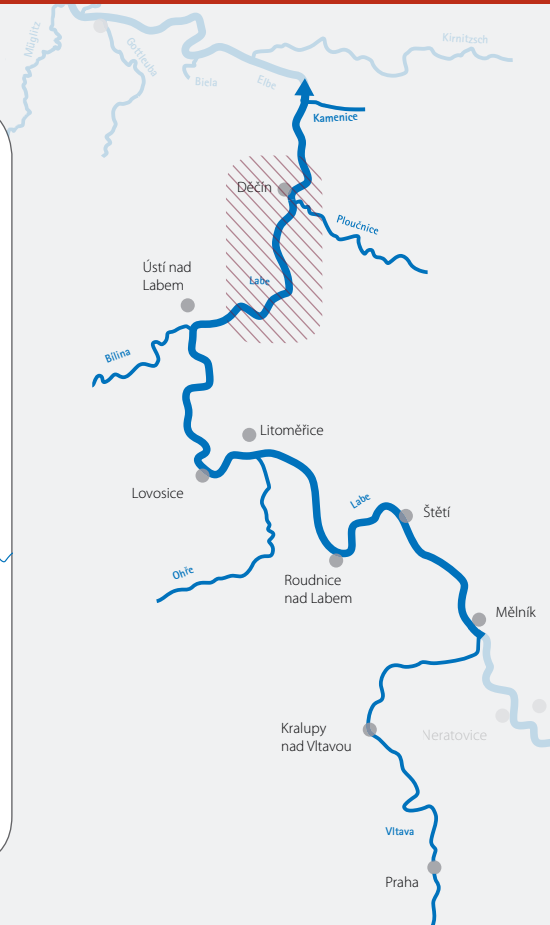 Müglitz
Gottleuba
Biela
Elbe
Kirnitzsch
Kamenice
Děčín
Ploučnice
Labe
Ústí nad
Labem
Bílina
Litoměřice
Lovosice
Labe
Štětí
Ohře
Roudnice
nad Labem
Mělník
Kralupy
nad Vltavou
Neratovice
Vltava
Praha